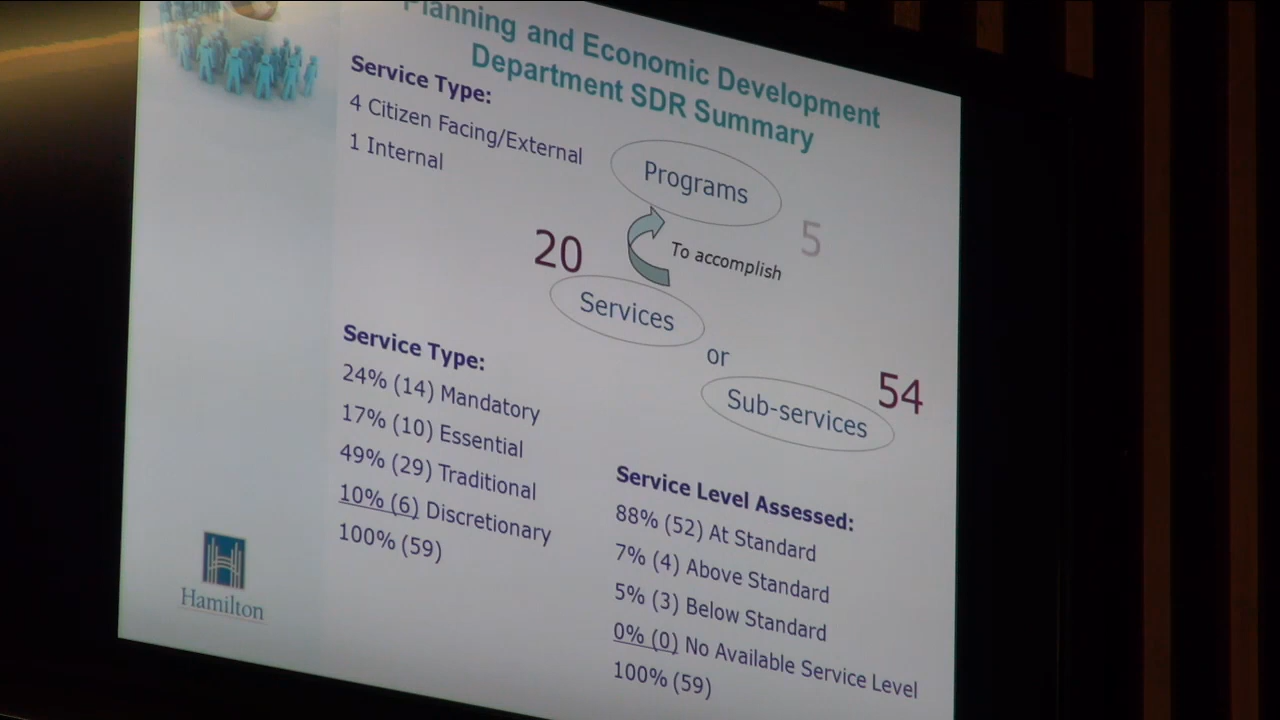 Planning and Economic Development
Department SDR Summary
Service Type:
4 Citizen Facing/External
1 Internal
Programs
5
20
To accomplish
Services
or
Sub-services
54
Service Type:
24% (14) Mandatory
17% (10) Essential
49% (29) Traditional
10% (6) Discretionary
100% (59)
Service Level Assessed:
88% (52) At Standard
7% (4) Above Standard
5% (3) Below Standard
0% (0) No Available Service Level
100% (59)
Hamilton